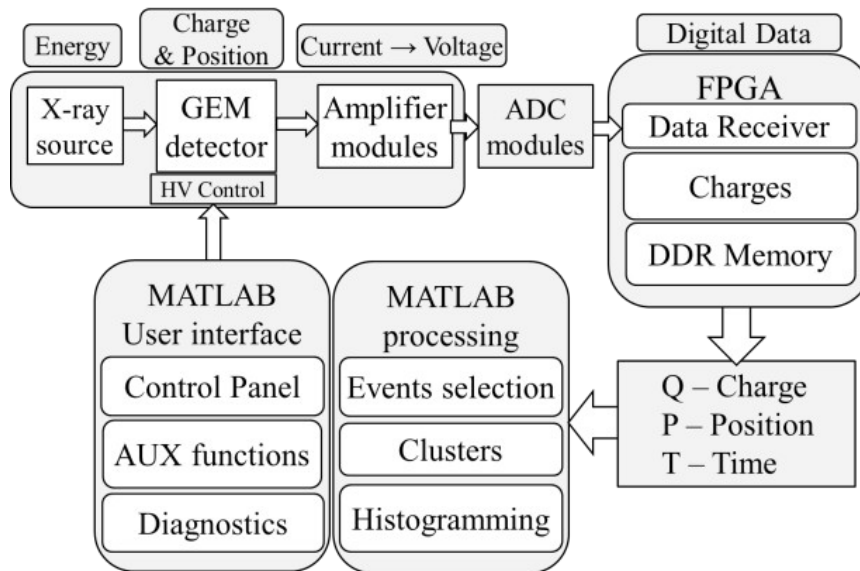 Energy
Charge
& Position
Current → Voltage
Digital Data
X-ray
source
GEM
detector
HV Control
Amplifier
modules
ADC
modules
FPGA
Data Receiver
Charges
DDR Memory
MATLAB
User interface
Control Panel
AUX functions
Diagnostics
MATLAB
processing
Events selection
Clusters
Histogramming
Q – Charge
P – Position
T – Time